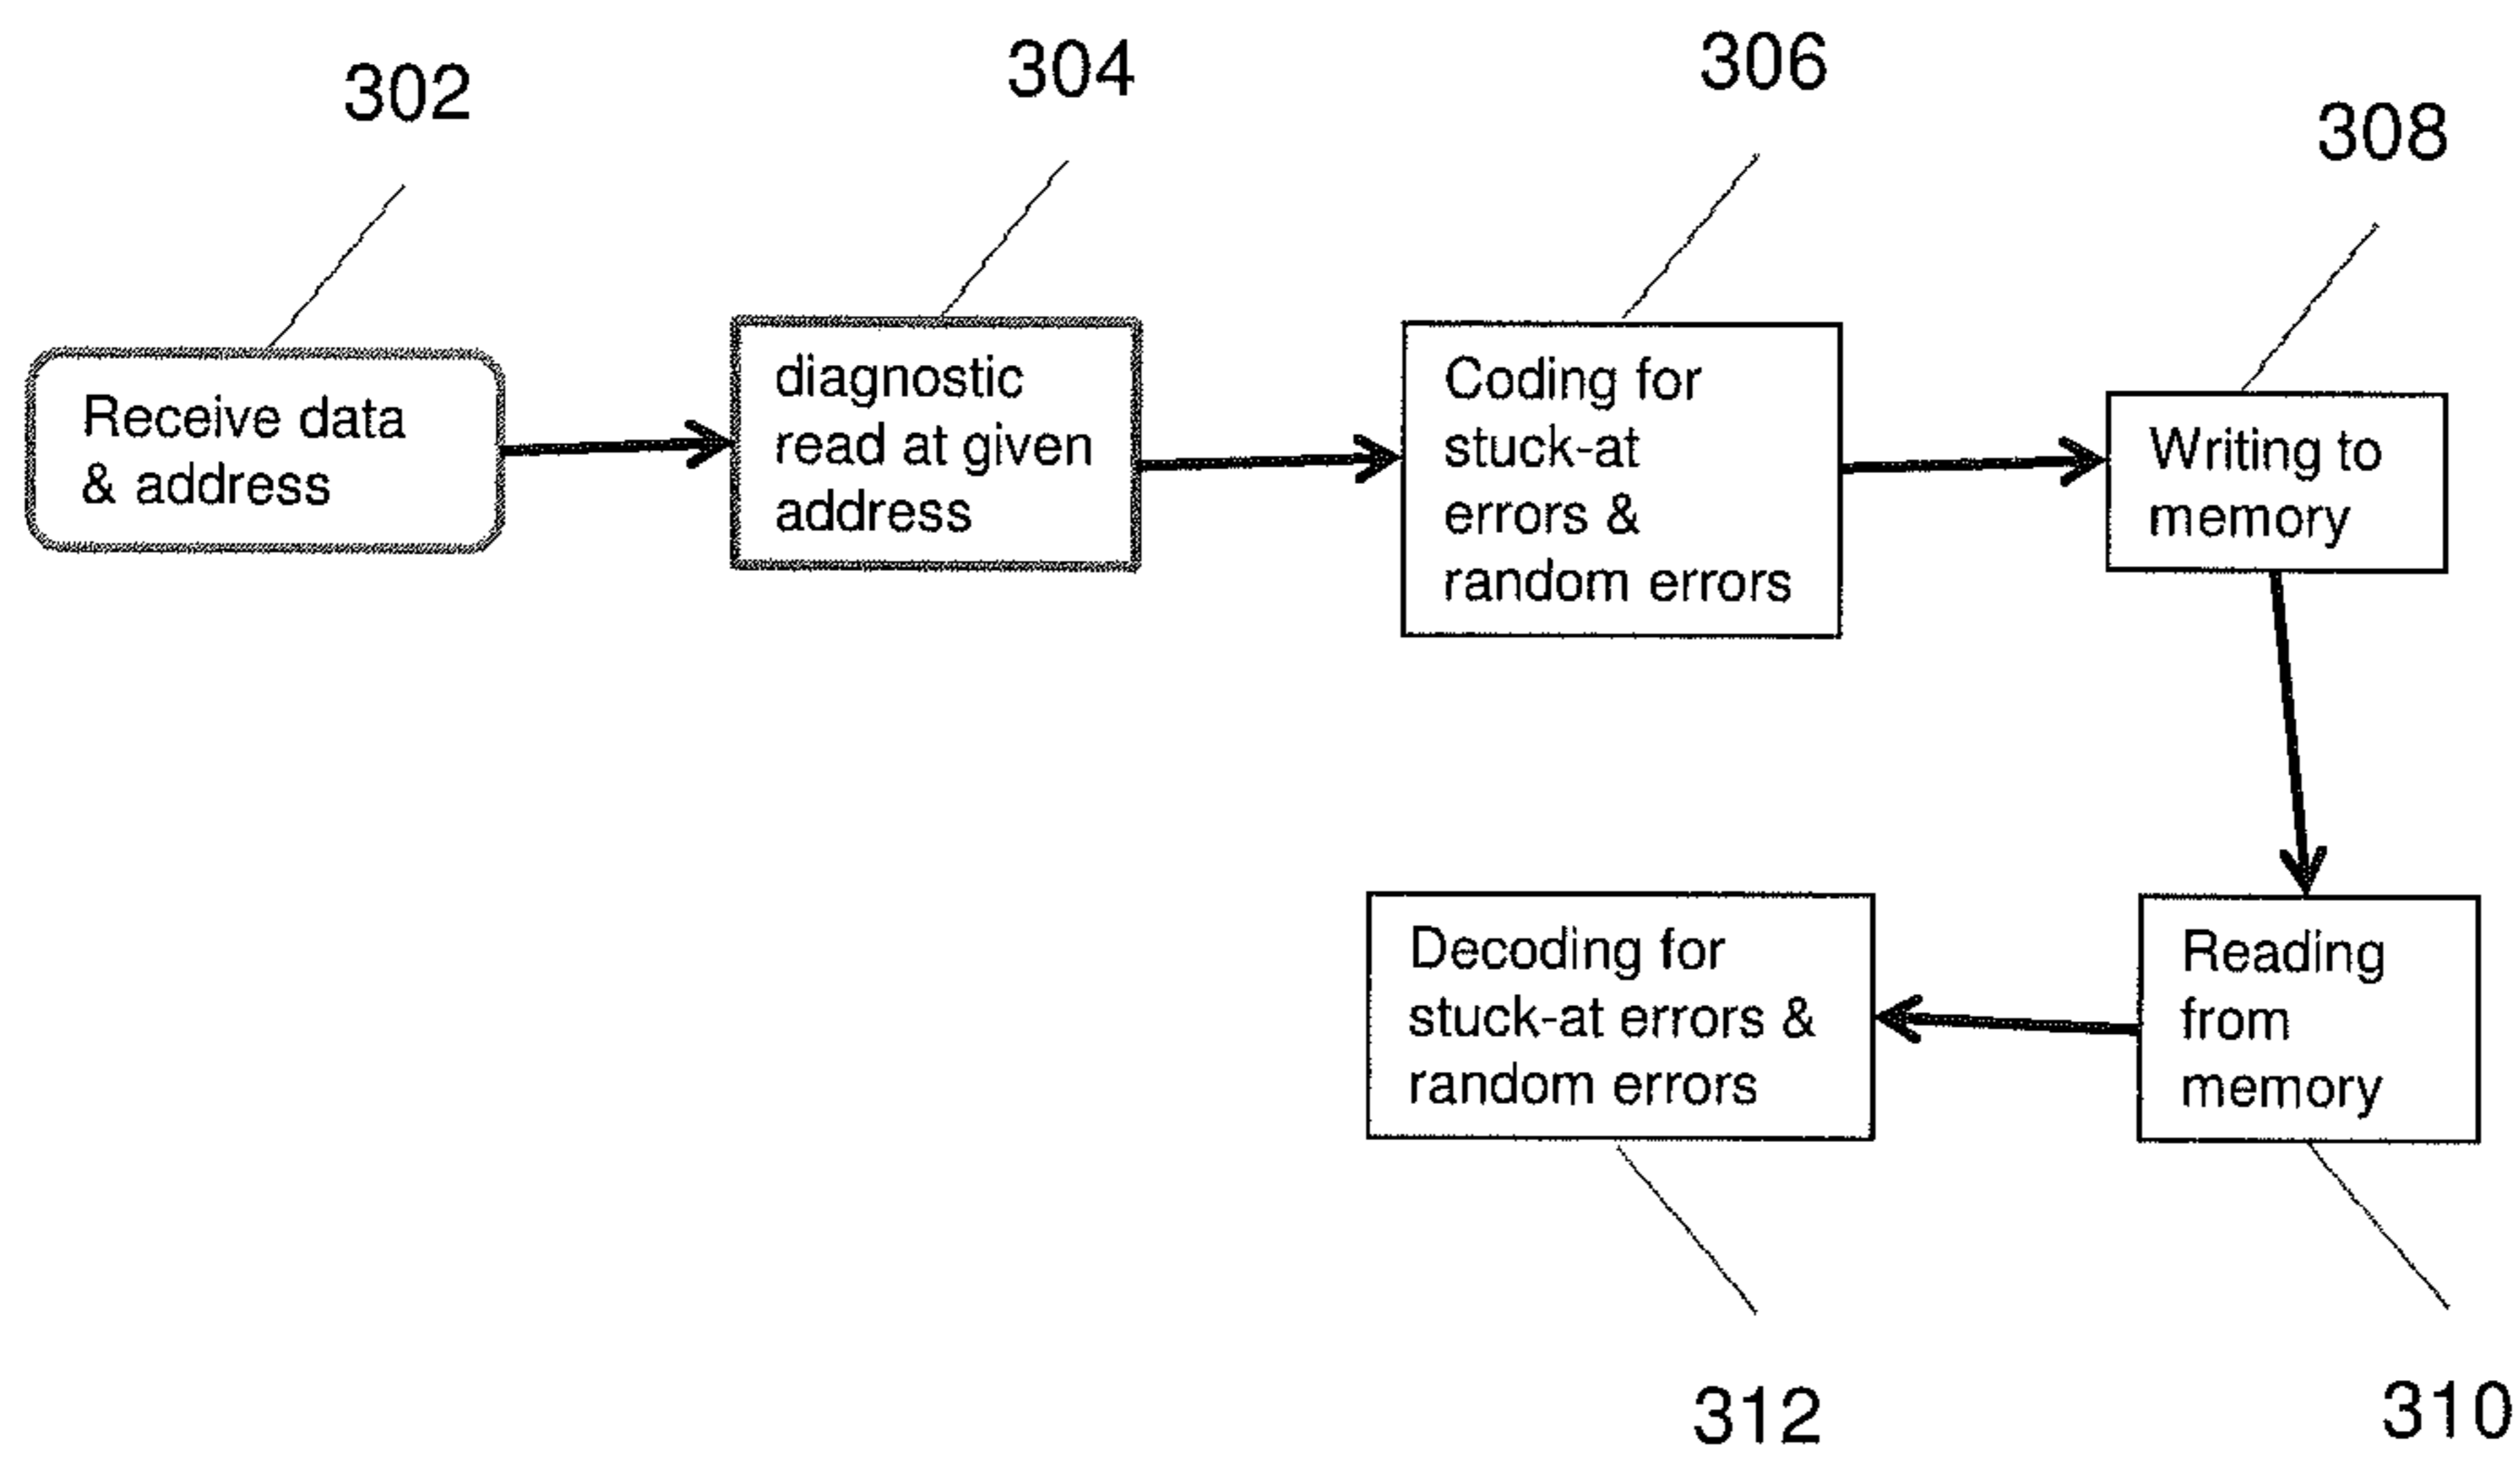 302
304
306
308
Receive data
& address
diagnostic
read at given
address
Coding for
stuck-at
errors &
random errors
Writing to
memory
Decoding for
stuck-at errors &
random errors
Reading
from
memory
312
310